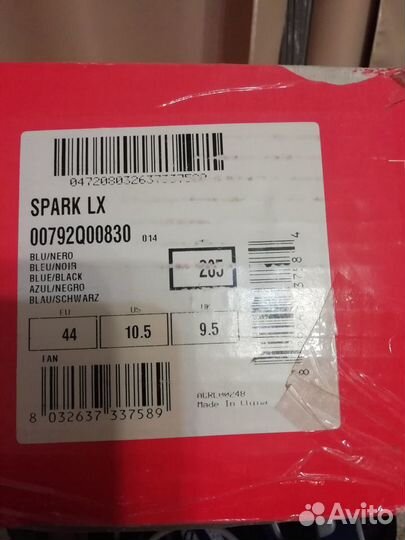 SPARK LX
00792Q00830 014
BLU/NERO
BLEU/NOIR
BLUE/BLACK
AZUL/NEGRO
BLAU/SCHWARZ
EU US UK
44 10.5 9.5
EAN
8 032637 337589
Made In China
Avito